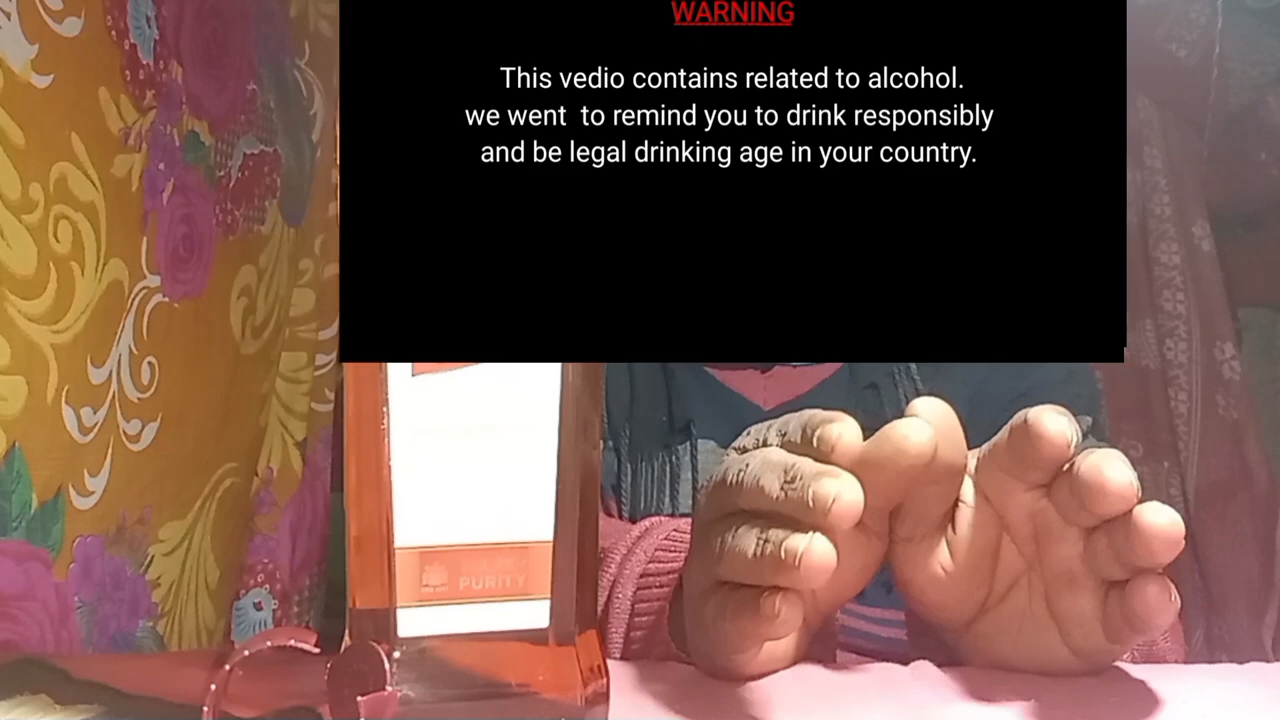 WARNING
This vedio contains related to alcohol.
we went to remind you to drink responsibly
and be legal drinking age in your country.
PURITY